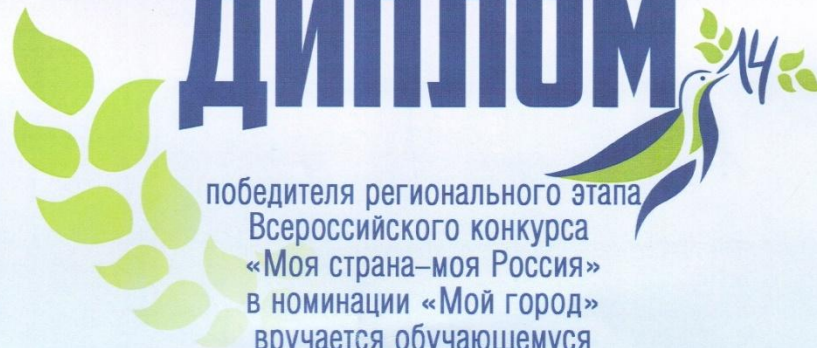 ДИПЛОМ
14
победителя регионального этапа
Всероссийского конкурса
«Моя страна–моя Россия»
в номинации «Мой город»
вручается обучающемуся